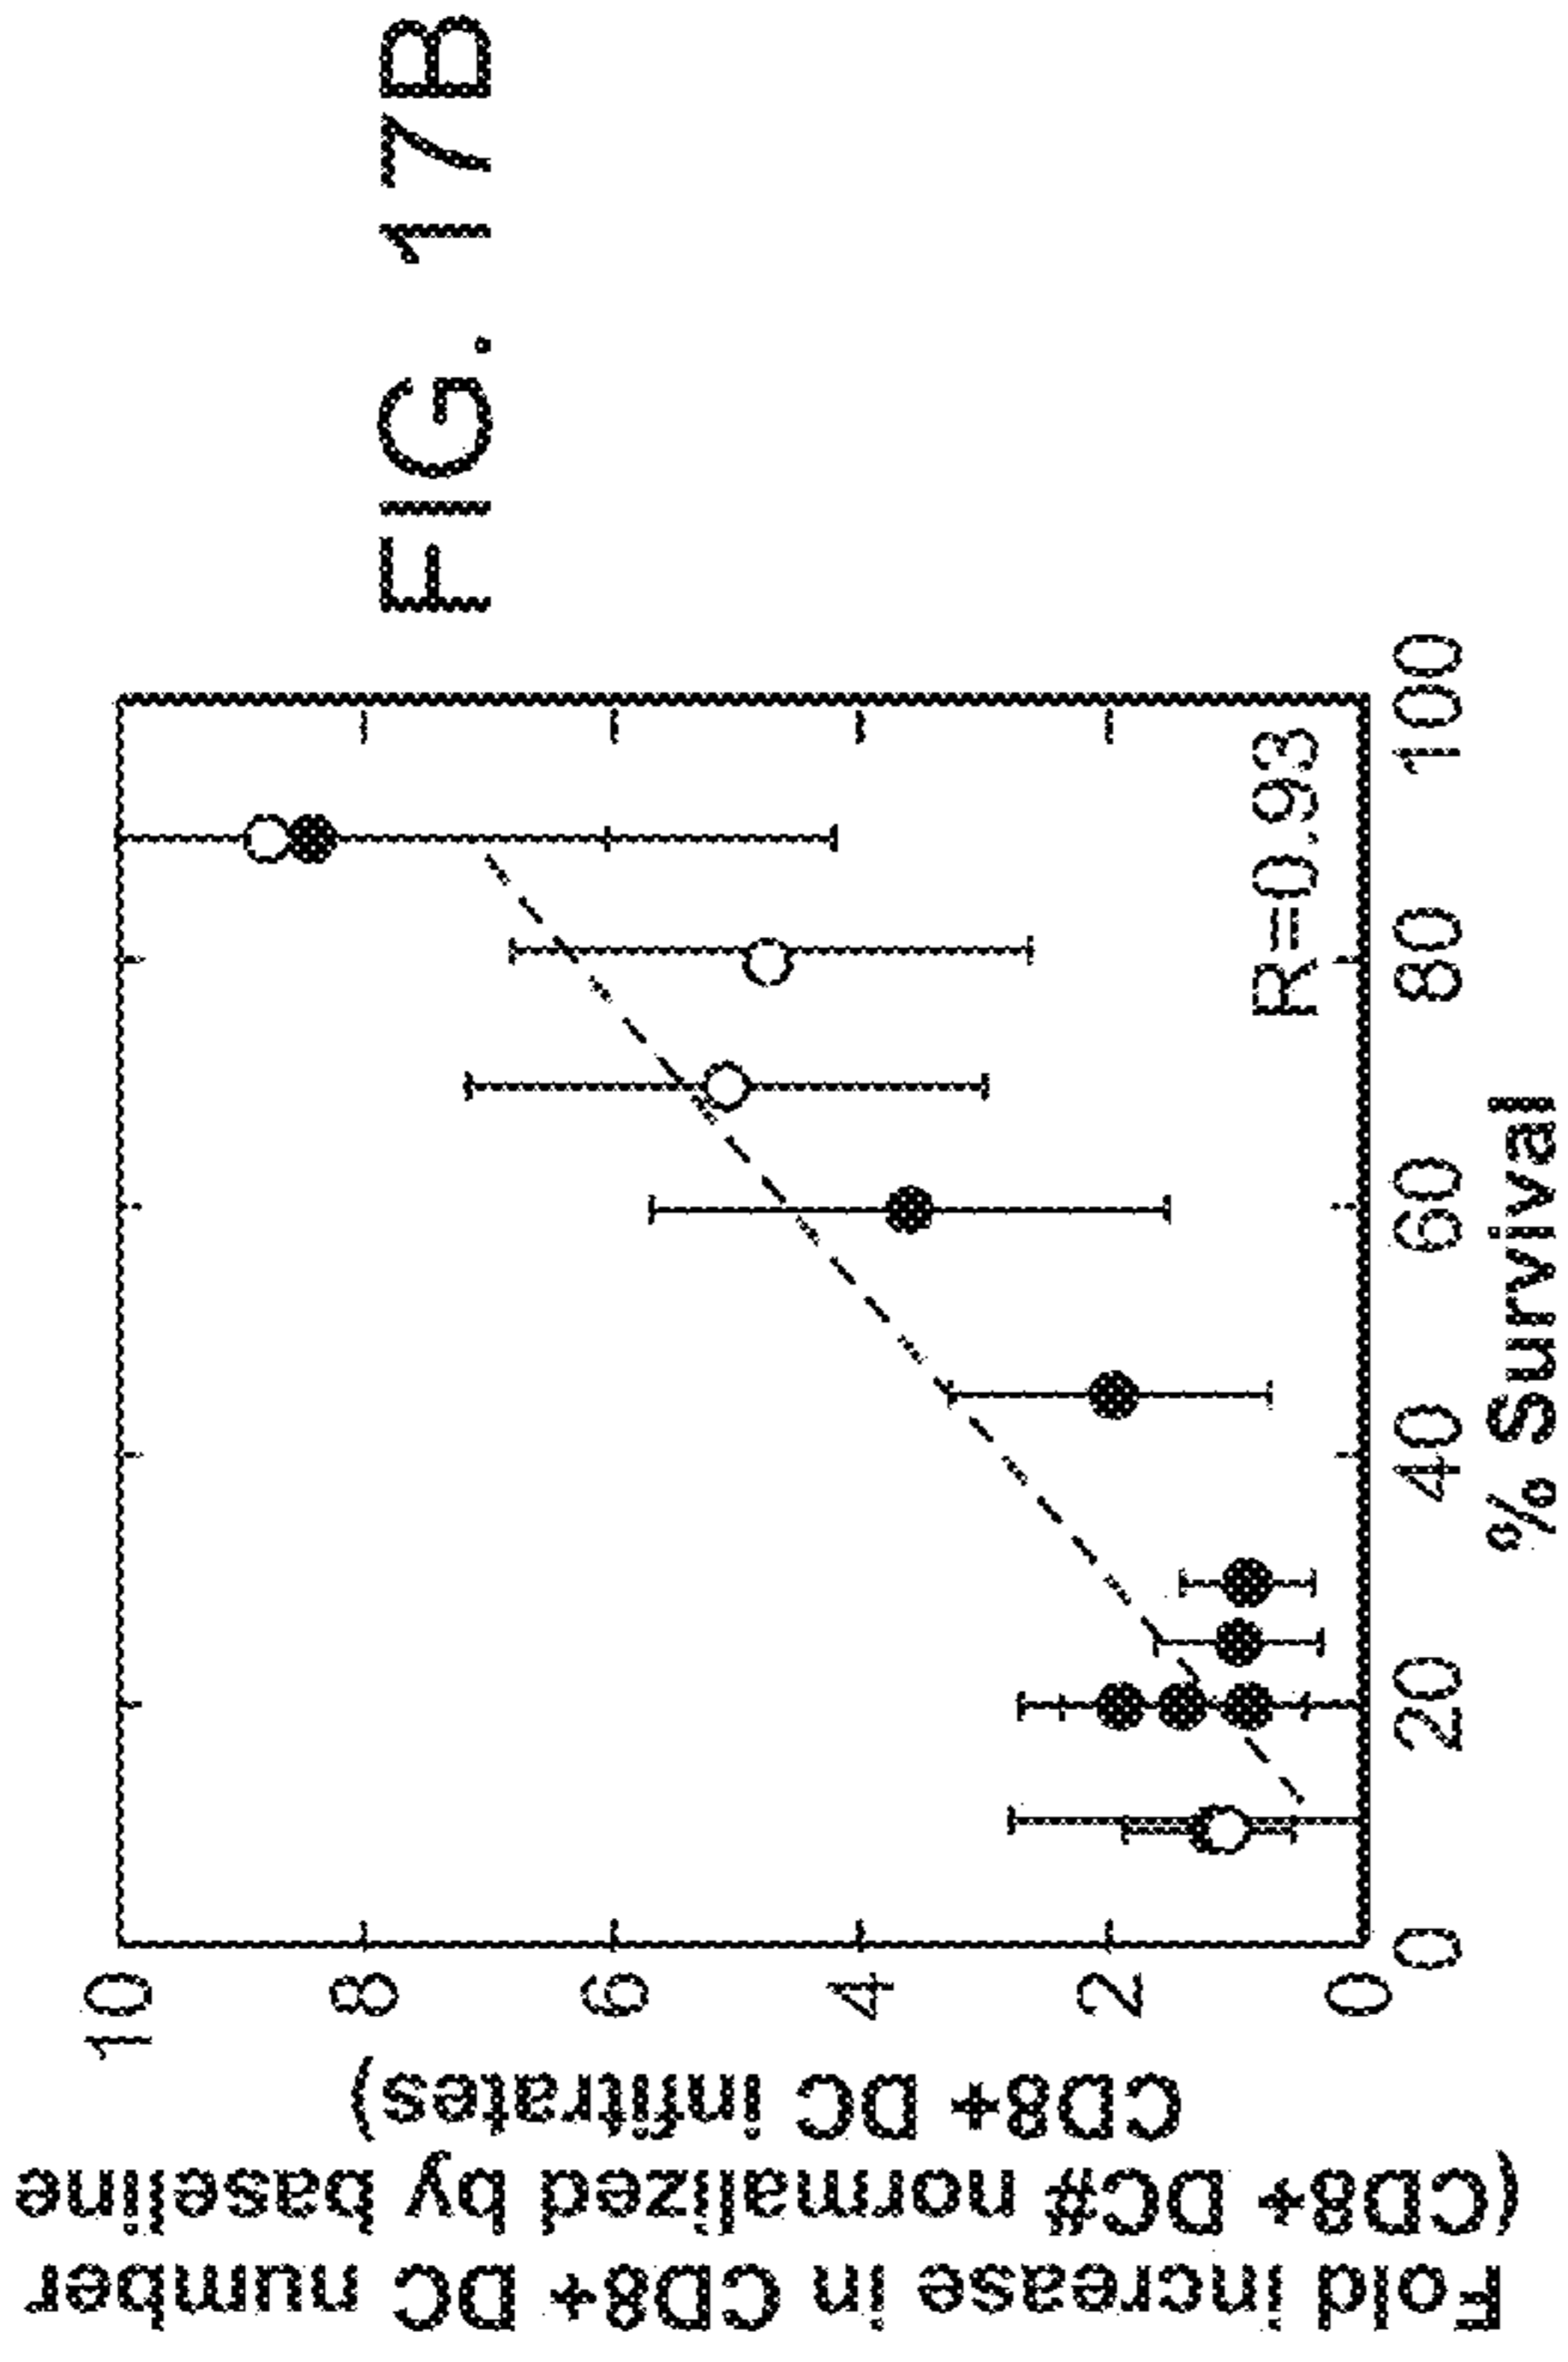 FIG. 17B
Fold increase in CD8+ DC number
(CD8+ DC# normalized by baseline
CD8+ DC infiltrates)
10
8
6
4
2
0
R=0.93
0 20 40 60 80 100
% Survival